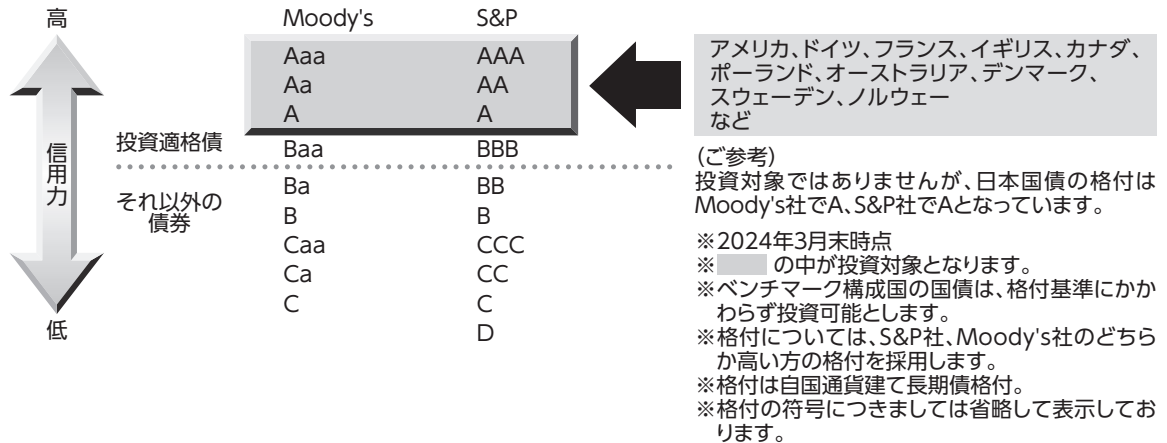 高
信用力
低
Moody's S&P
Aaa AAA
Aa AA
A A
投資適格債 Baa BBB
それ以外の
債券
Ba BB
B B
Caa CCC
Ca CC
C C
D
アメリカ、ドイツ、フランス、イギリス、カナダ、
ポーランド、オーストラリア、デンマーク、
スウェーデン、ノルウェー
など
(ご参考)
投資対象ではありませんが、日本国債の格付は
Moody's社でA、S&P社でAとなっています。
※2024年3月末時点
※ の中が投資対象となります。
※ベンチマーク構成国の国債は、格付基準にかか
わらず投資可能とします。
※格付については、S&P社、Moody's社のどちら
か高い方の格付を採用します。
※格付は自国通貨建て長期債格付。
※格付の符号につきましては省略して表示してお
ります。